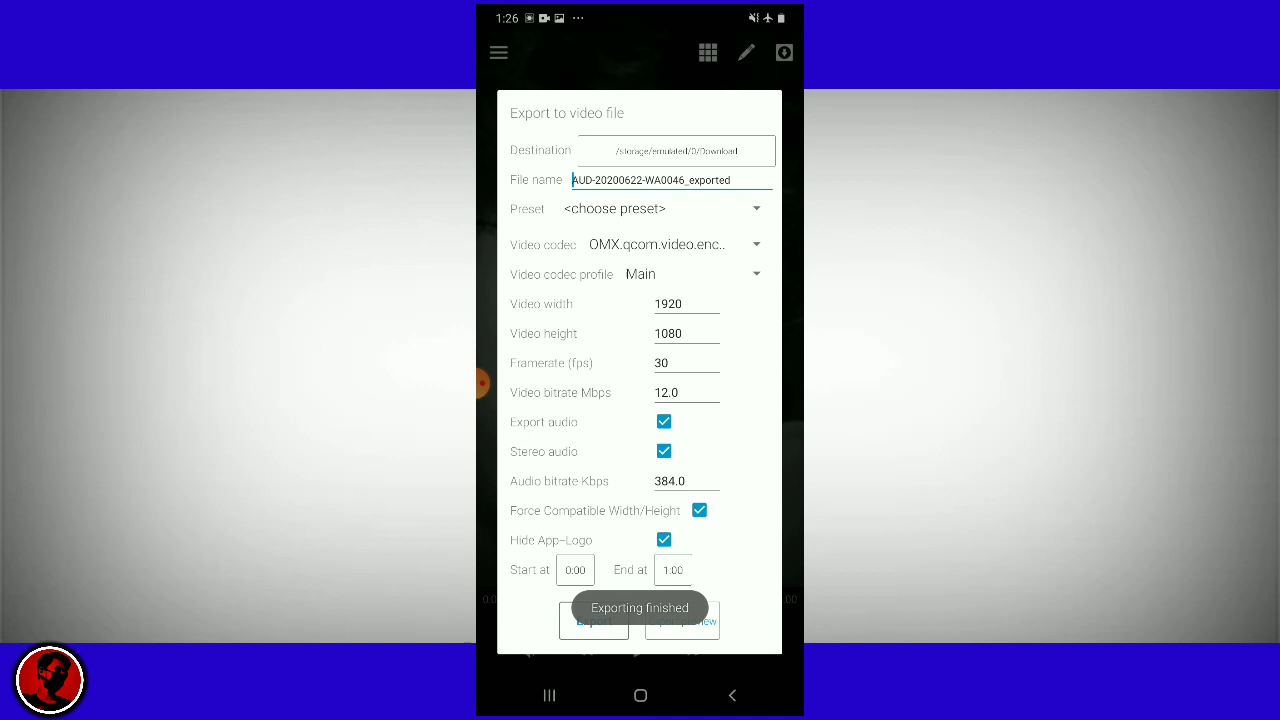 1:26
Export to video file
Destination /storage/emulated/0/Download
File name AUD-20200622-WA0046_exported
Preset <choose preset>
Video codec OMX.qcom.video.enc..
Video codec profile Main
Video width 1920
Video height 1080
Framerate (fps) 30
Video bitrate Mbps 12.0
Export audio
Stereo audio
Audio bitrate Kbps 384.0
Force Compatible Width/Height
Hide App-Logo
Start at 0:00 End at 1:00
Exporting finished
Export